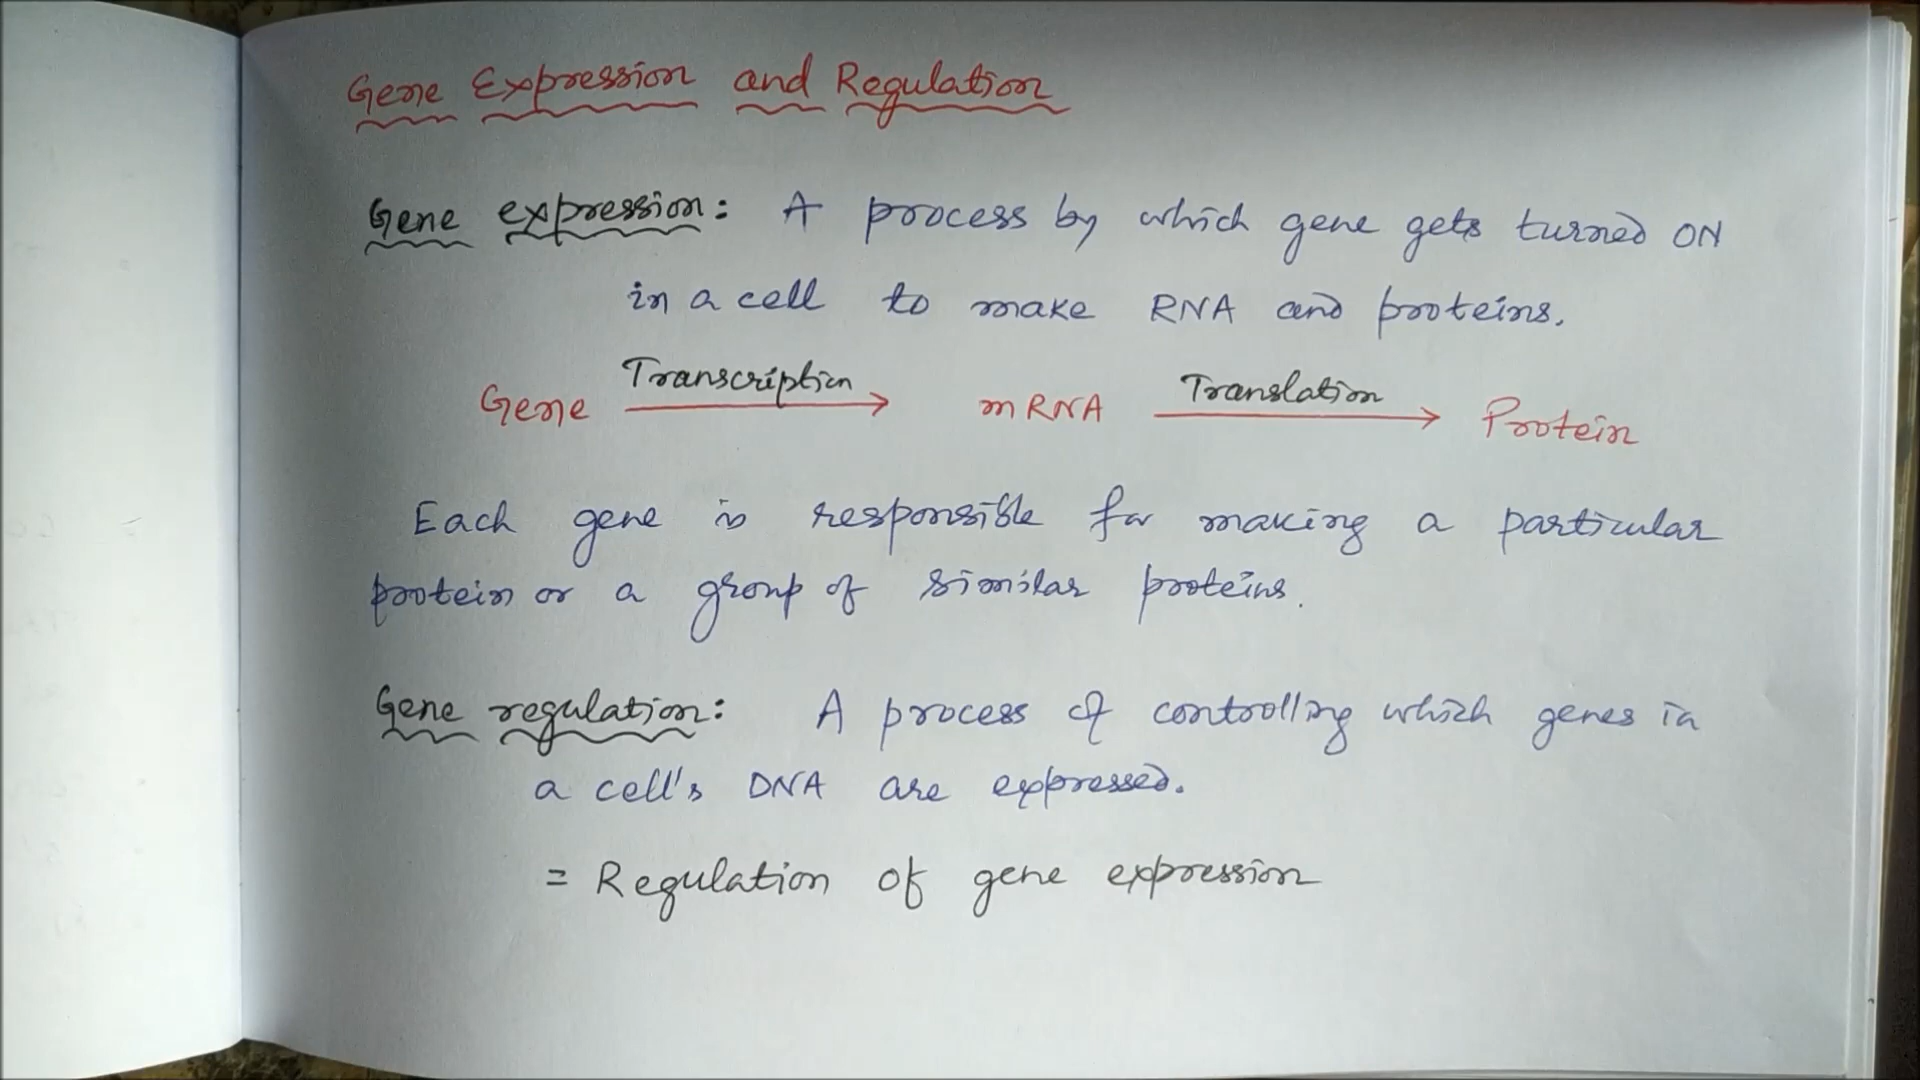 Gene Expression and Regulation
Gene expression: A process by which gene gets turned ON
in a cell to make RNA and proteins.
Gene Transcription → mRNA Translation → Protein
Each gene is responsible for making a particular
protein or a group of similar proteins.
Gene regulation: A process of controlling which genes in
a cell's DNA are expressed.
= Regulation of gene expression